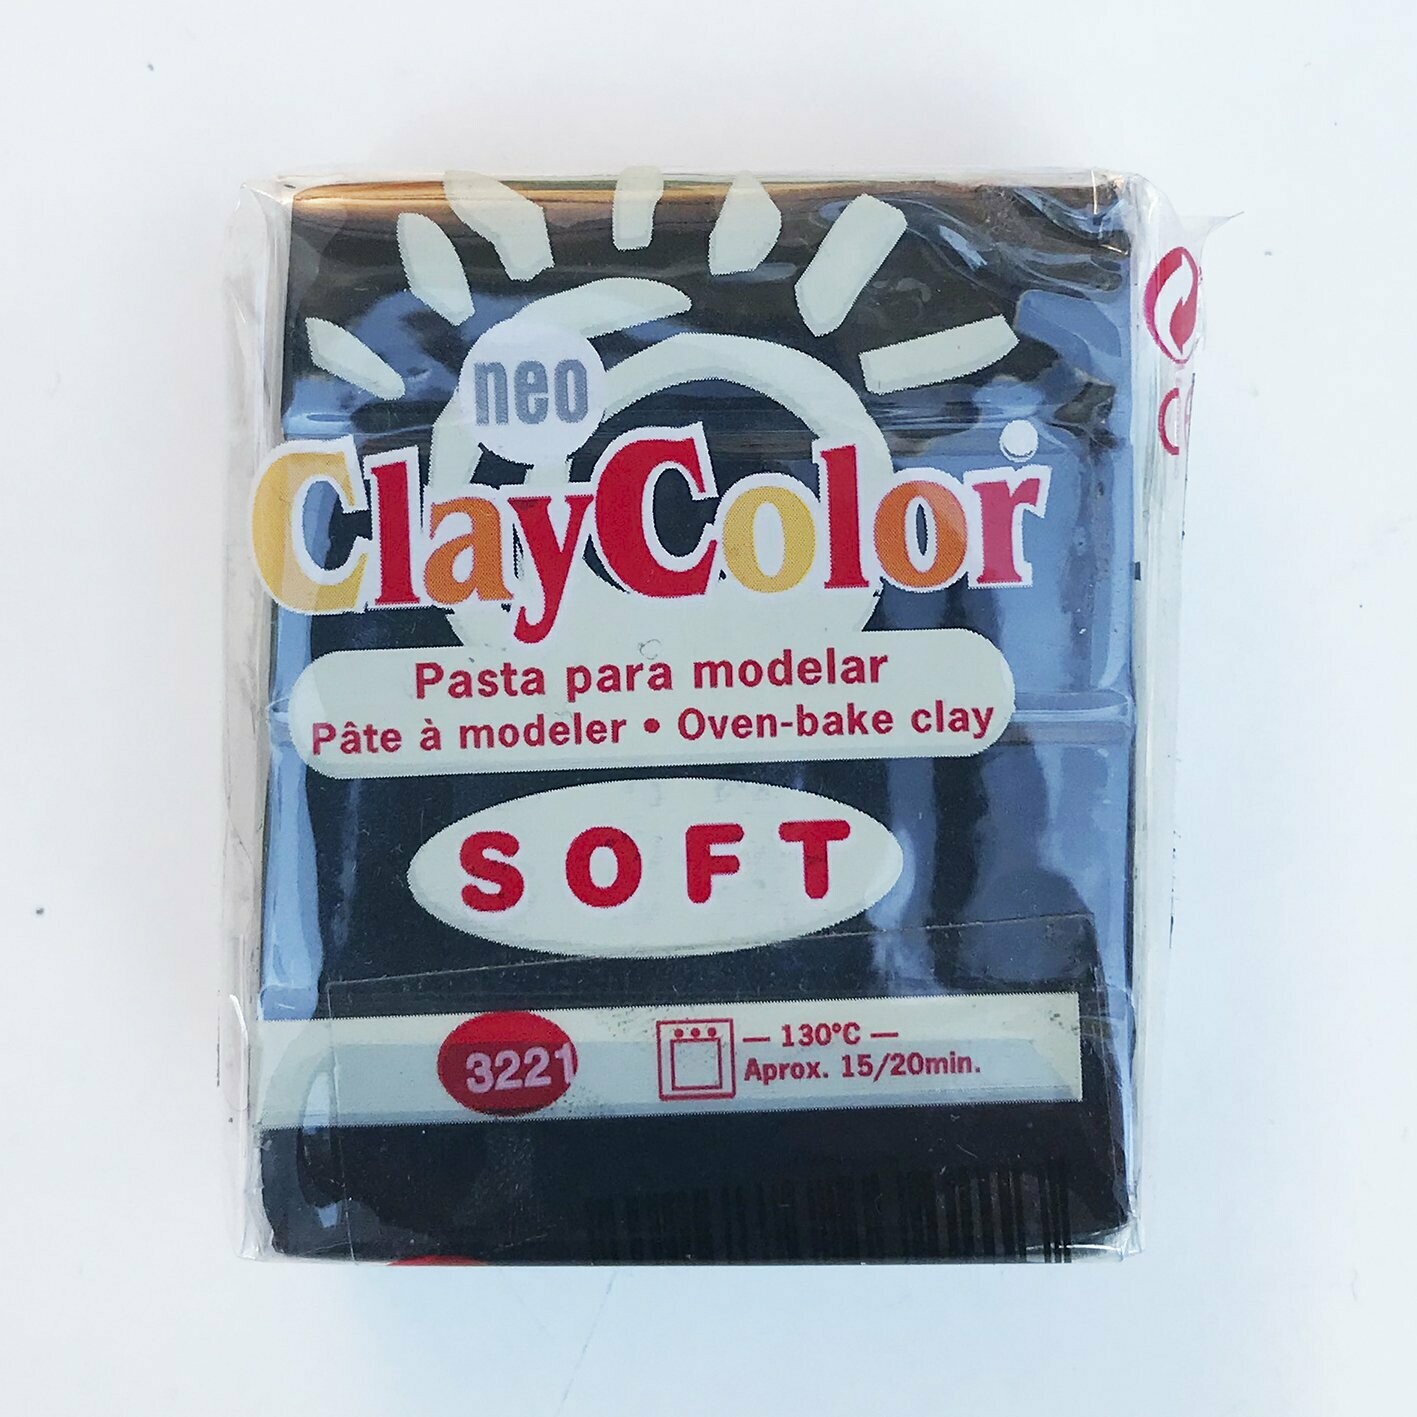 neo
ClayColor
Pasta para modelar
Pâte à modeler • Oven-bake clay
SOFT
3221
— 130°C —
Aprox. 15/20min.